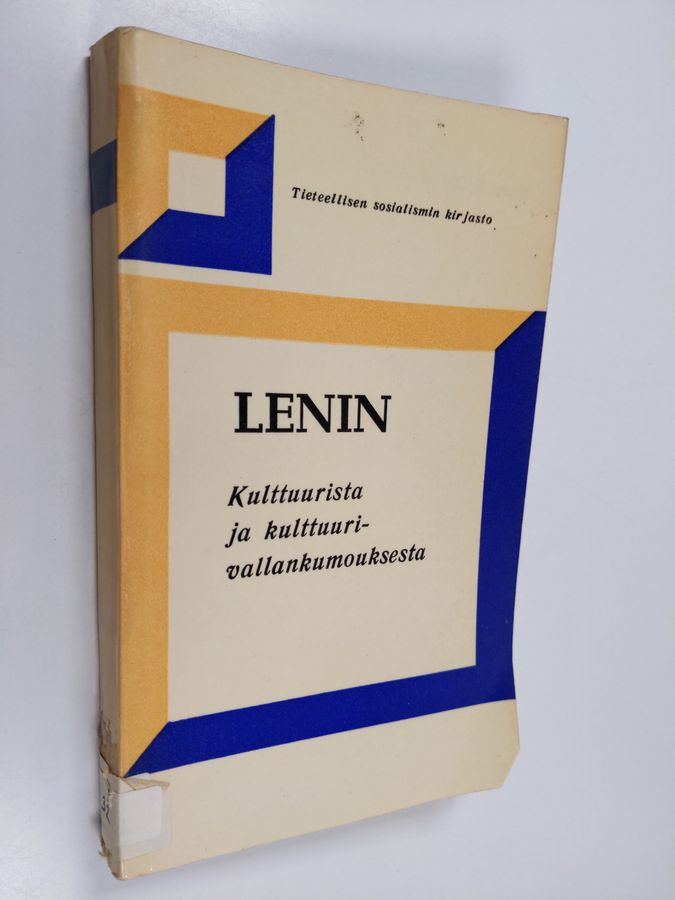 Tieteellisen sosialismin kirjasto
LENIN
Kulttuurista
ja kulttuuri-
vallankumouksesta